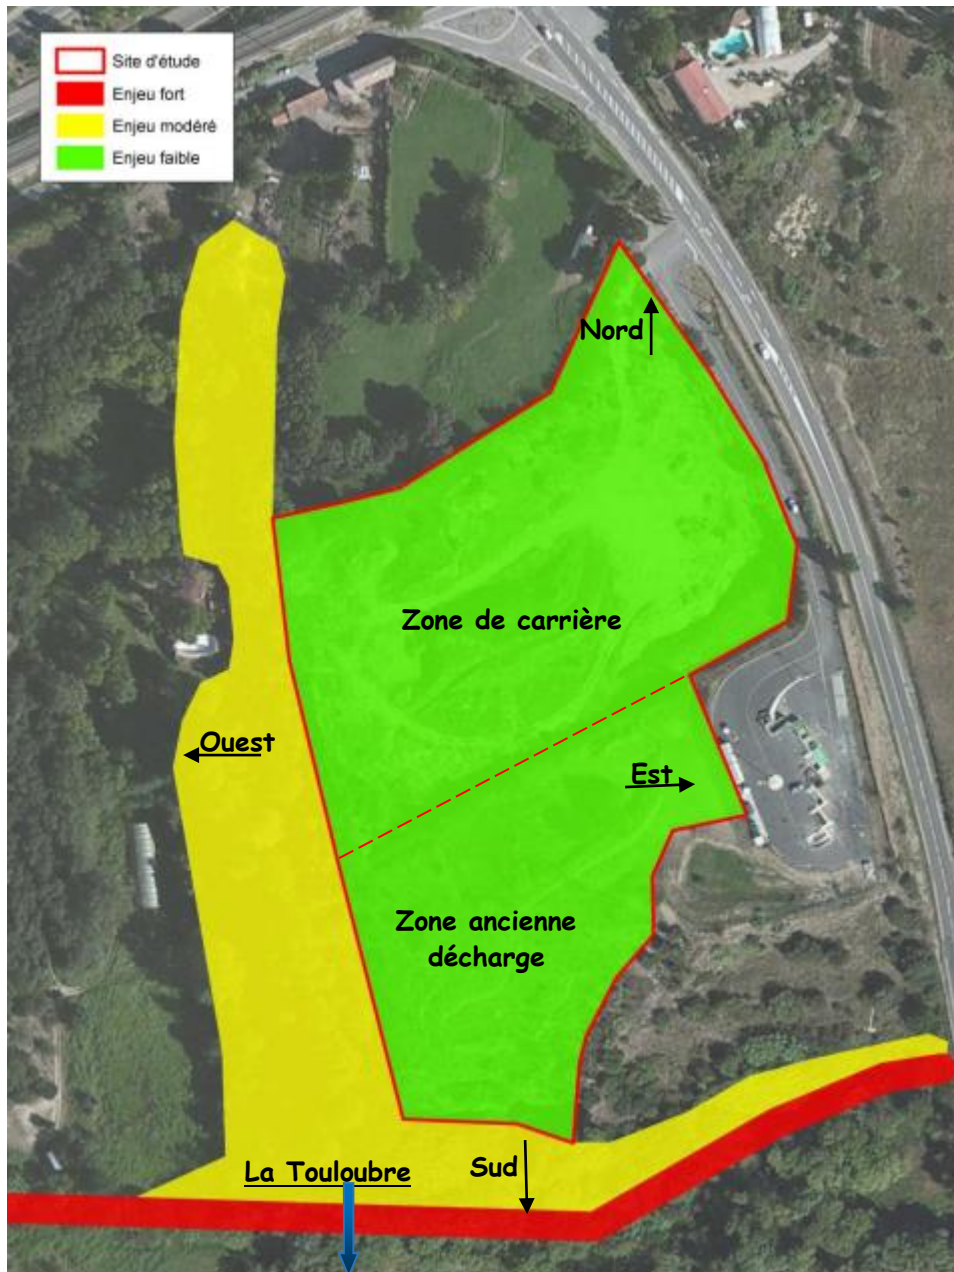 Site d'étude
Enjeu fort
Enjeu modéré
Enjeu faible
Nord
Zone de carrière
Ouest
Est
Zone ancienne
décharge
La Touloubre
Sud